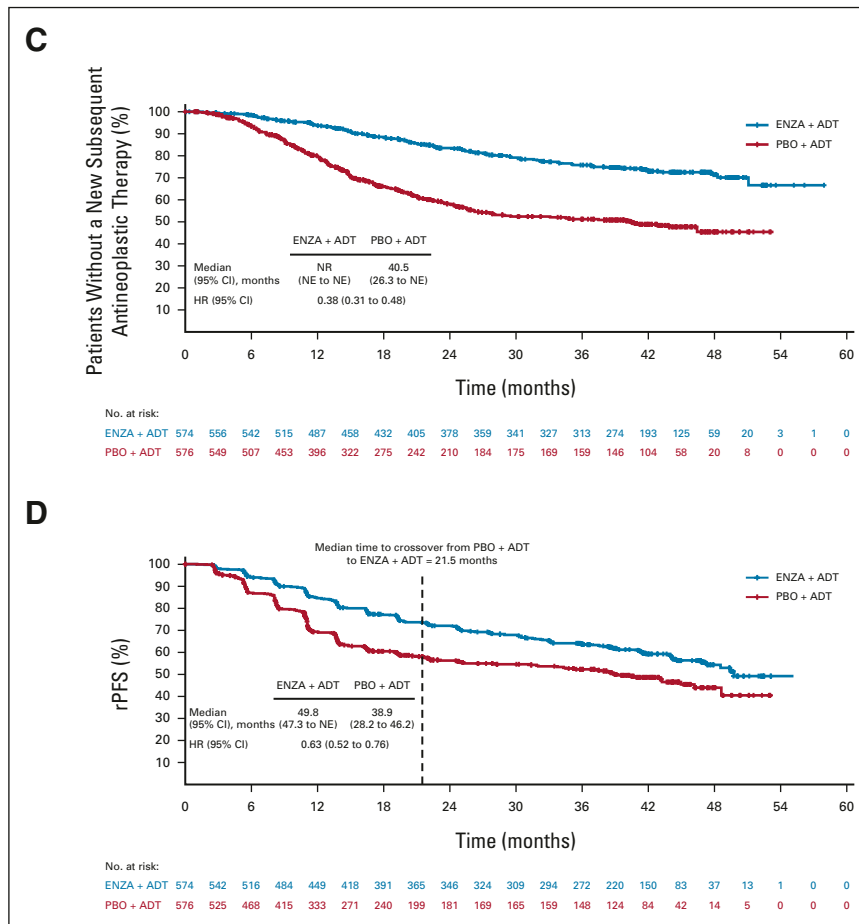 C
Patients Without a New Subsequent
Antineoplastic Therapy (%)
100
90
80
70
60
50
40
30
20
10
ENZA + ADT
PBO + ADT
ENZA + ADT PBO + ADT
Median
(95% CI), months
NR
(NE to NE)
40.5
(26.3 to NE)
HR (95% CI) 0.38 (0.31 to 0.48)
0 6 12 18 24 30 36 42 48 54 60
Time (months)
No. at risk:
ENZA + ADT 574 556 542 515 487 458 432 405 378 359 341 327 313 274 193 125 59 20 3 1 0
PBO + ADT 576 549 507 453 396 322 275 242 210 184 175 169 159 146 104 58 20 8 0 0 0
D
rPFS (%)
100
90
80
70
60
50
40
30
20
10
Median time to crossover from PBO + ADT
to ENZA + ADT = 21.5 months
ENZA + ADT
PBO + ADT
ENZA + ADT PBO + ADT
Median
(95% CI), months
49.8
(47.3 to NE)
38.9
(28.2 to 46.2)
HR (95% CI) 0.63 (0.52 to 0.76)
0 6 12 18 24 30 36 42 48 54 60
Time (months)
No. at risk:
ENZA + ADT 574 542 516 484 449 418 391 365 346 324 309 294 272 220 150 83 37 13 1 0 0
PBO + ADT 576 525 468 415 333 271 240 199 181 169 165 159 148 124 84 42 14 5 0 0 0